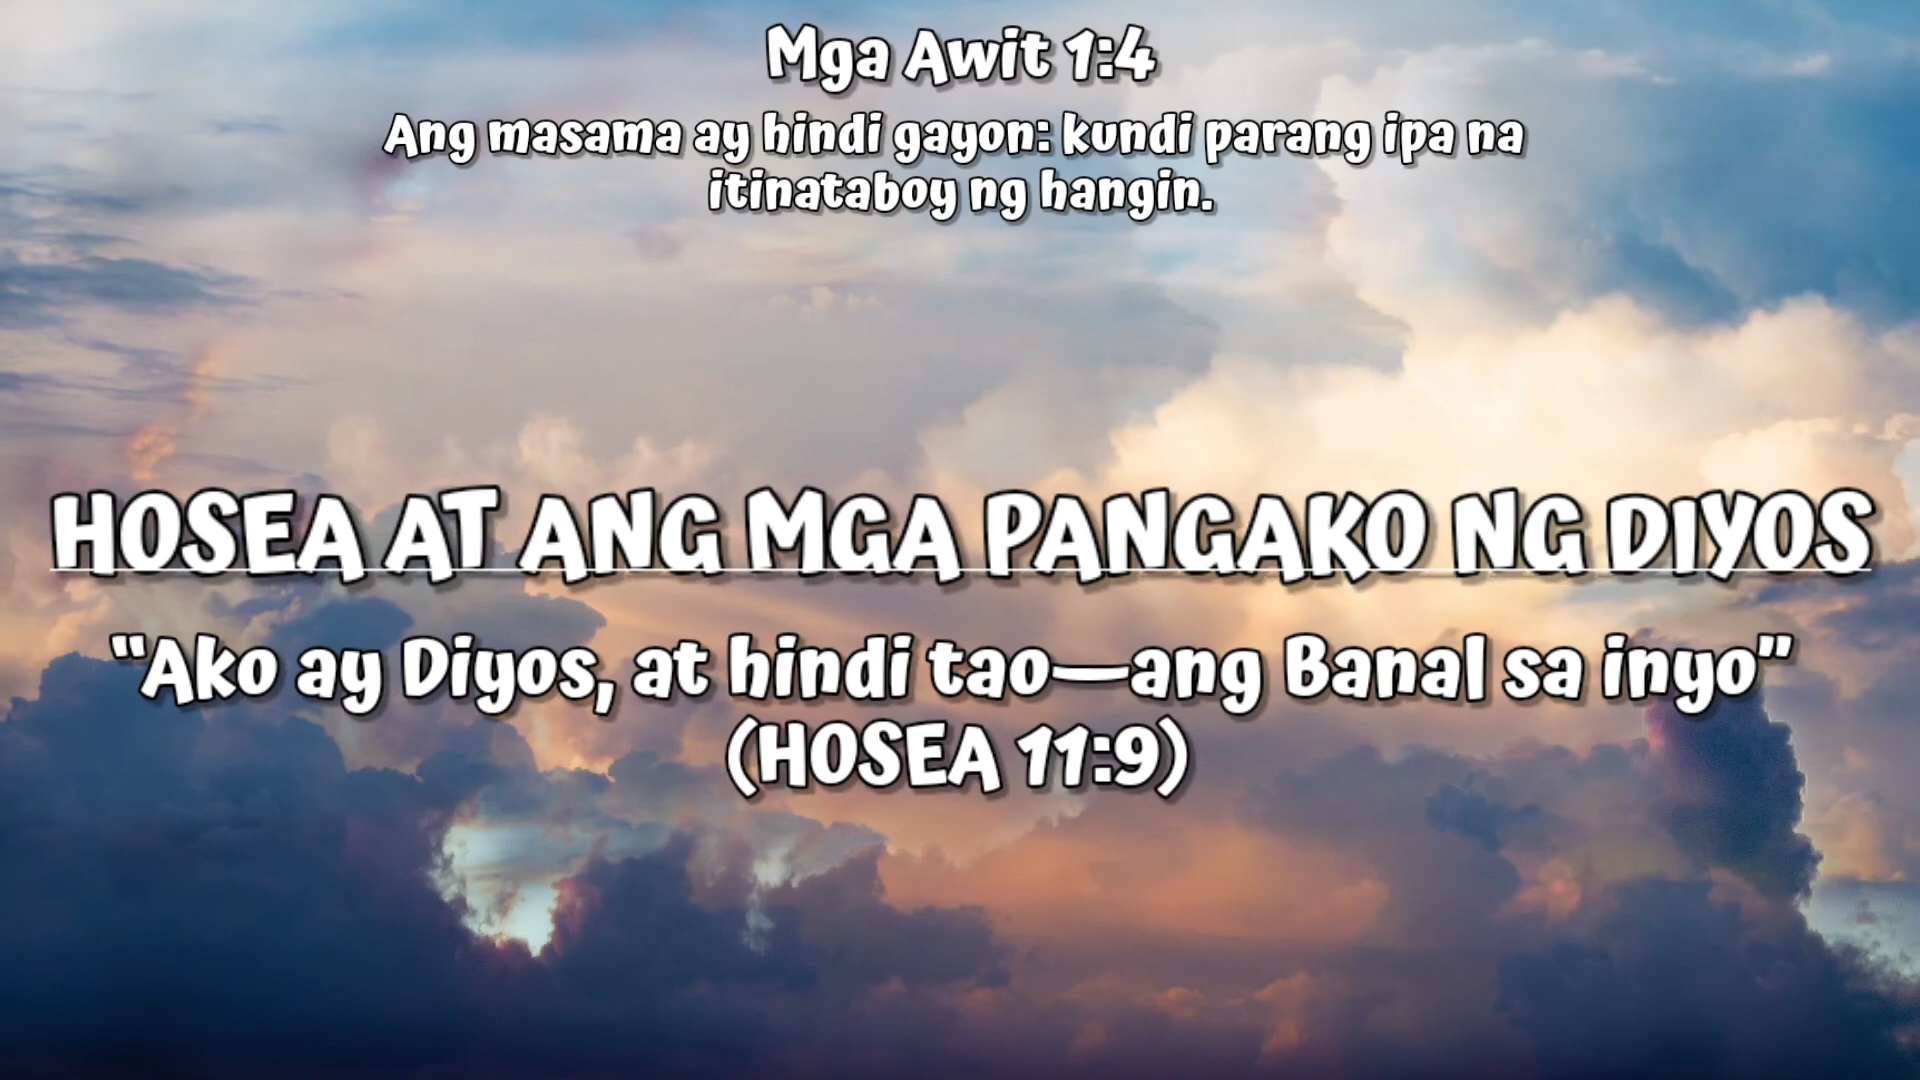 Mga Awit 1:4
Ang masama ay hindi gayon: kundi parang ipa na
itinataboy ng hangin.
HOSEA AT ANG MGA PANGAKO NG DIYOS
"Ako ay Diyos, at hindi tao—ang Banal sa inyo"
(HOSEA 11:9)